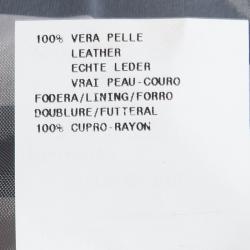 100% VERA PELLE
LEATHER
ECHTE LEDER
VRAI PEAU-COURO
FODERA/LINING/FORRO
DOUBLURE/FUTTERAL
100% CUPRO-RAYON